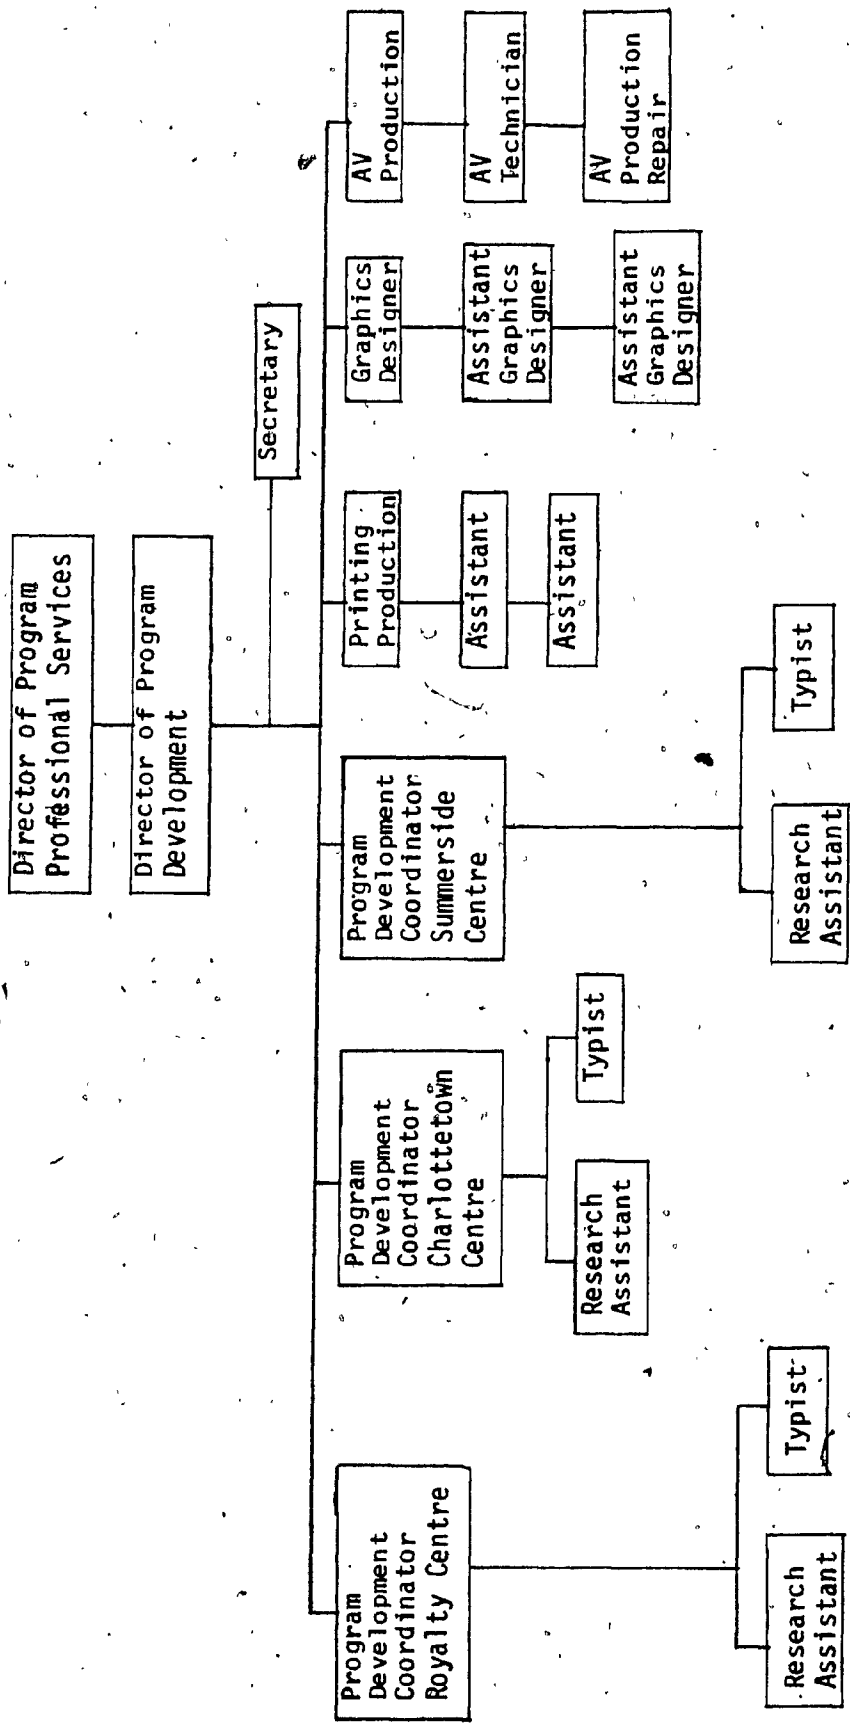 Director of Program
Professional Services
Director of Program
Development
Secretary
Program
Development
Coordinator
Royalty Centre
Program
Development
Coordinator
Charlottetown
Centre
Program
Development
Coordinator
Summerside
Centre
Printing
Production
Graphics
Designer
AV
Production
Research
Assistant
Typist
Research
Assistant
Typist
Research
Assistant
Typist
Assistant
Assistant
Assistant
Graphics
Designer
Assistant
Graphics
Designer
AV
Technician
AV
Production
Repair